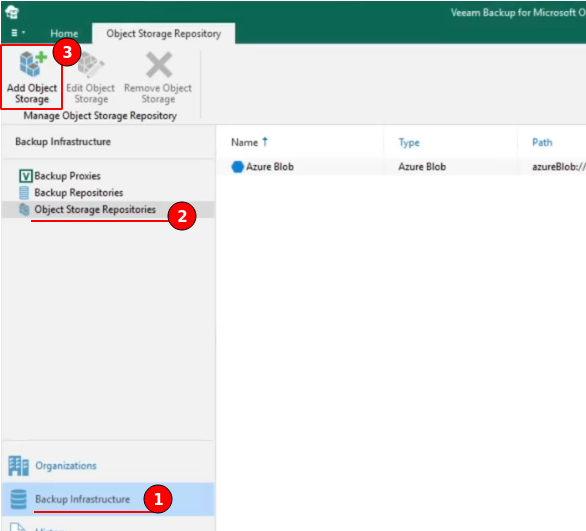 Veeam Backup for Microsoft O
Home
Object Storage Repository
3
Add Object
Storage
Edit Object
Storage
Remove Object
Storage
Manage Object Storage Repository
Backup Infrastructure
Name
Type
Path
Backup Proxies
Backup Repositories
Object Storage Repositories
2
Azure Blob
Azure Blob
azureBlob://
Organizations
Backup Infrastructure
1